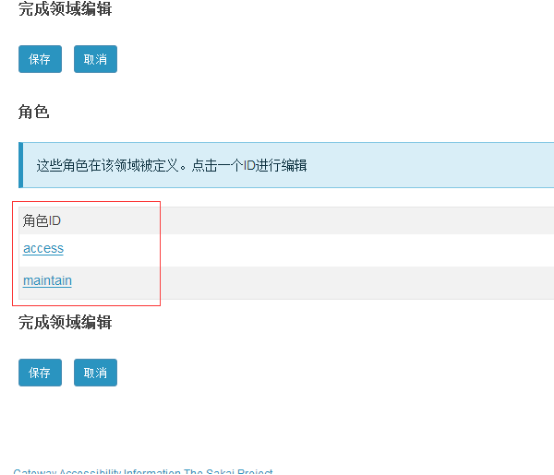 完成领域编辑
保存 取消
角色
这些角色在该领域被定义。点击一个ID进行编辑
角色ID
access
maintain
完成领域编辑
保存 取消
Gateway Accessibility Information The Sakai Project